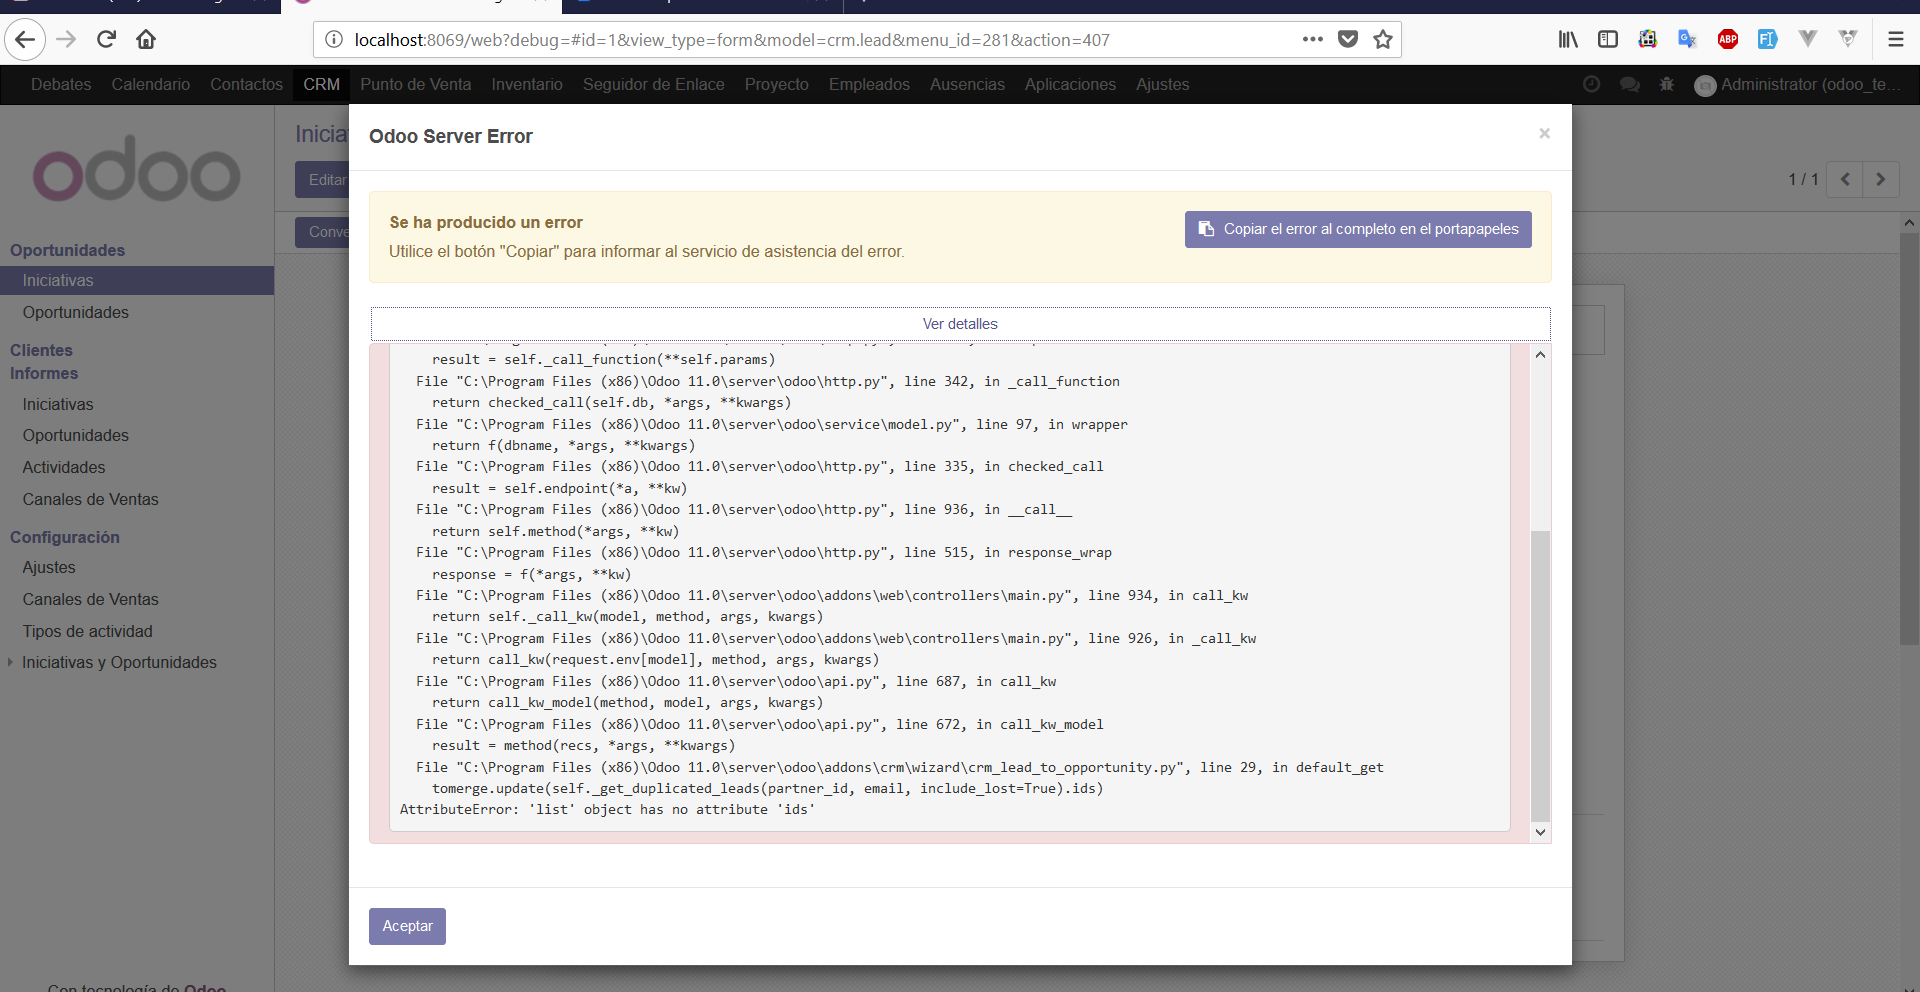 localhost:8069/web?debug=#id=1&view_type=form&model=crm.lead&menu_id=281&action=407
ABP
Debates Calendario Contactos CRM Punto de Venta Inventario Seguidor de Enlace Proyecto Empleados Ausencias Aplicaciones Ajustes Administrator (odoo_te...
odoo
Oportunidades
Iniciativas
Oportunidades
Clientes
Informes
Iniciativas
Oportunidades
Actividades
Canales de Ventas
Configuración
Ajustes
Canales de Ventas
Tipos de actividad
Iniciativas y Oportunidades
Con tecnología de Odoo
Inicia
Editar
1 / 1
Conve
Odoo Server Error
×
Se ha producido un error
Utilice el botón "Copiar" para informar al servicio de asistencia del error.
Copiar el error al completo en el portapapeles
Ver detalles
result = self._call_function(**self.params)
File "C:\Program Files (x86)\Odoo 11.0\server\odoo\http.py", line 342, in _call_function
return checked_call(self.db, *args, **kwargs)
File "C:\Program Files (x86)\Odoo 11.0\server\odoo\service\model.py", line 97, in wrapper
return f(dbname, *args, **kwargs)
File "C:\Program Files (x86)\Odoo 11.0\server\odoo\http.py", line 335, in checked_call
result = self.endpoint(*a, **kw)
File "C:\Program Files (x86)\Odoo 11.0\server\odoo\http.py", line 936, in __call__
return self.method(*args, **kw)
File "C:\Program Files (x86)\Odoo 11.0\server\odoo\http.py", line 515, in response_wrap
response = f(*args, **kw)
File "C:\Program Files (x86)\Odoo 11.0\server\odoo\addons\web\controllers\main.py", line 934, in call_kw
return self._call_kw(model, method, args, kwargs)
File "C:\Program Files (x86)\Odoo 11.0\server\odoo\addons\web\controllers\main.py", line 926, in _call_kw
return call_kw(request.env[model], method, args, kwargs)
File "C:\Program Files (x86)\Odoo 11.0\server\odoo\api.py", line 687, in call_kw
return call_kw_model(method, model, args, kwargs)
File "C:\Program Files (x86)\Odoo 11.0\server\odoo\api.py", line 672, in call_kw_model
result = method(recs, *args, **kwargs)
File "C:\Program Files (x86)\Odoo 11.0\server\odoo\addons\crm\wizard\crm_lead_to_opportunity.py", line 29, in default_get
tomerge.update(self._get_duplicated_leads(partner_id, email, include_lost=True).ids)
AttributeError: 'list' object has no attribute 'ids'
Aceptar